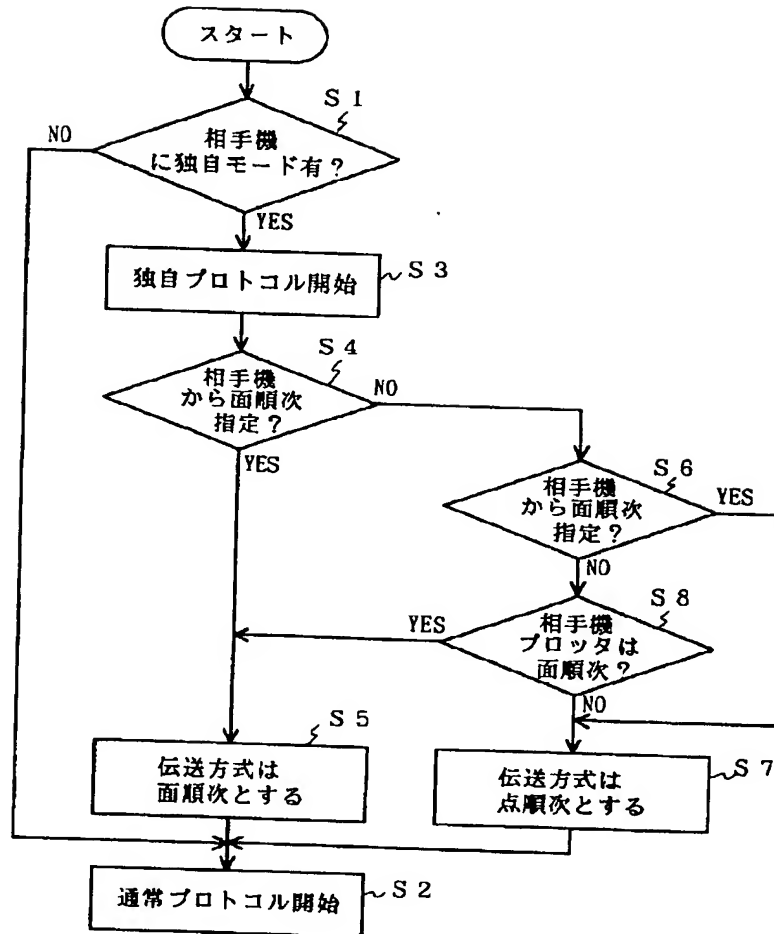 スタート
S1
相手機
に独自モード有?
NO
YES
独自プロトコル開始
S3
S4
相手機
から面順次
指定?
NO
YES
S6
相手機
から面順次
指定?
YES
NO
S8
相手機
プロッタは
面順次?
YES
NO
S5
伝送方式は
面順次とする
S7
伝送方式は
点順次とする
通常プロトコル開始
S2